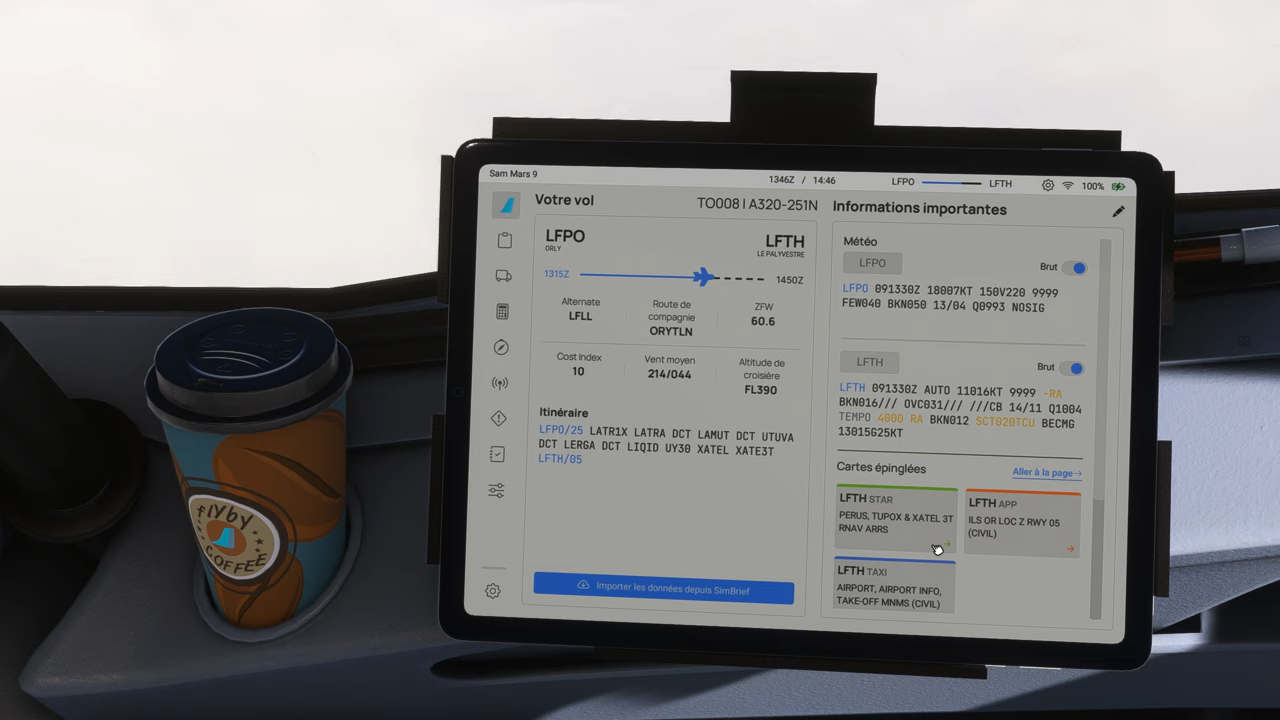 Sam Mars 9
1346Z / 14:46
LFPO
LFTH
100%
Votre vol
TO008 | A320-251N
LFPO
ORLY
LFTH
LE PALYVESTRE
1315Z
1450Z
Alternate
LFLL
Route de
compagnie
ORYTLN
ZFW
60.6
Cost Index
10
Vent moyen
214/044
Altitude de
croisière
FL390
Itinéraire
LFPO/25 LATR1X LATRA DCT LAMUT DCT UTUVA
DCT LERGA DCT LIQID UY30 XATEL XATE3T
LFTH/05
Importer les données depuis SimBrief
Informations importantes
Météo
LFPO
Brut
LFPO 091330Z 18007KT 150V220 9999
FEW040 BKN050 13/04 Q0993 NOSIG
LFTH
Brut
LFTH 091330Z AUTO 11016KT 9999 -RA
BKN016/// OVC031/// ///CB 14/11 Q1004
TEMPO 4000 RA BKN012 SCT020TCU BECMG
13015G25KT
Cartes épinglées
Aller à la page
LFTH STAR
PERUS, TUPOX & XATEL 3T
RNAV ARRS
LFTH APP
ILS OR LOC Z RWY 05
(CIVIL)
LFTH TAXI
AIRPORT, AIRPORT INFO,
TAKE-OFF MNMS (CIVIL)
flyby
COFFEE